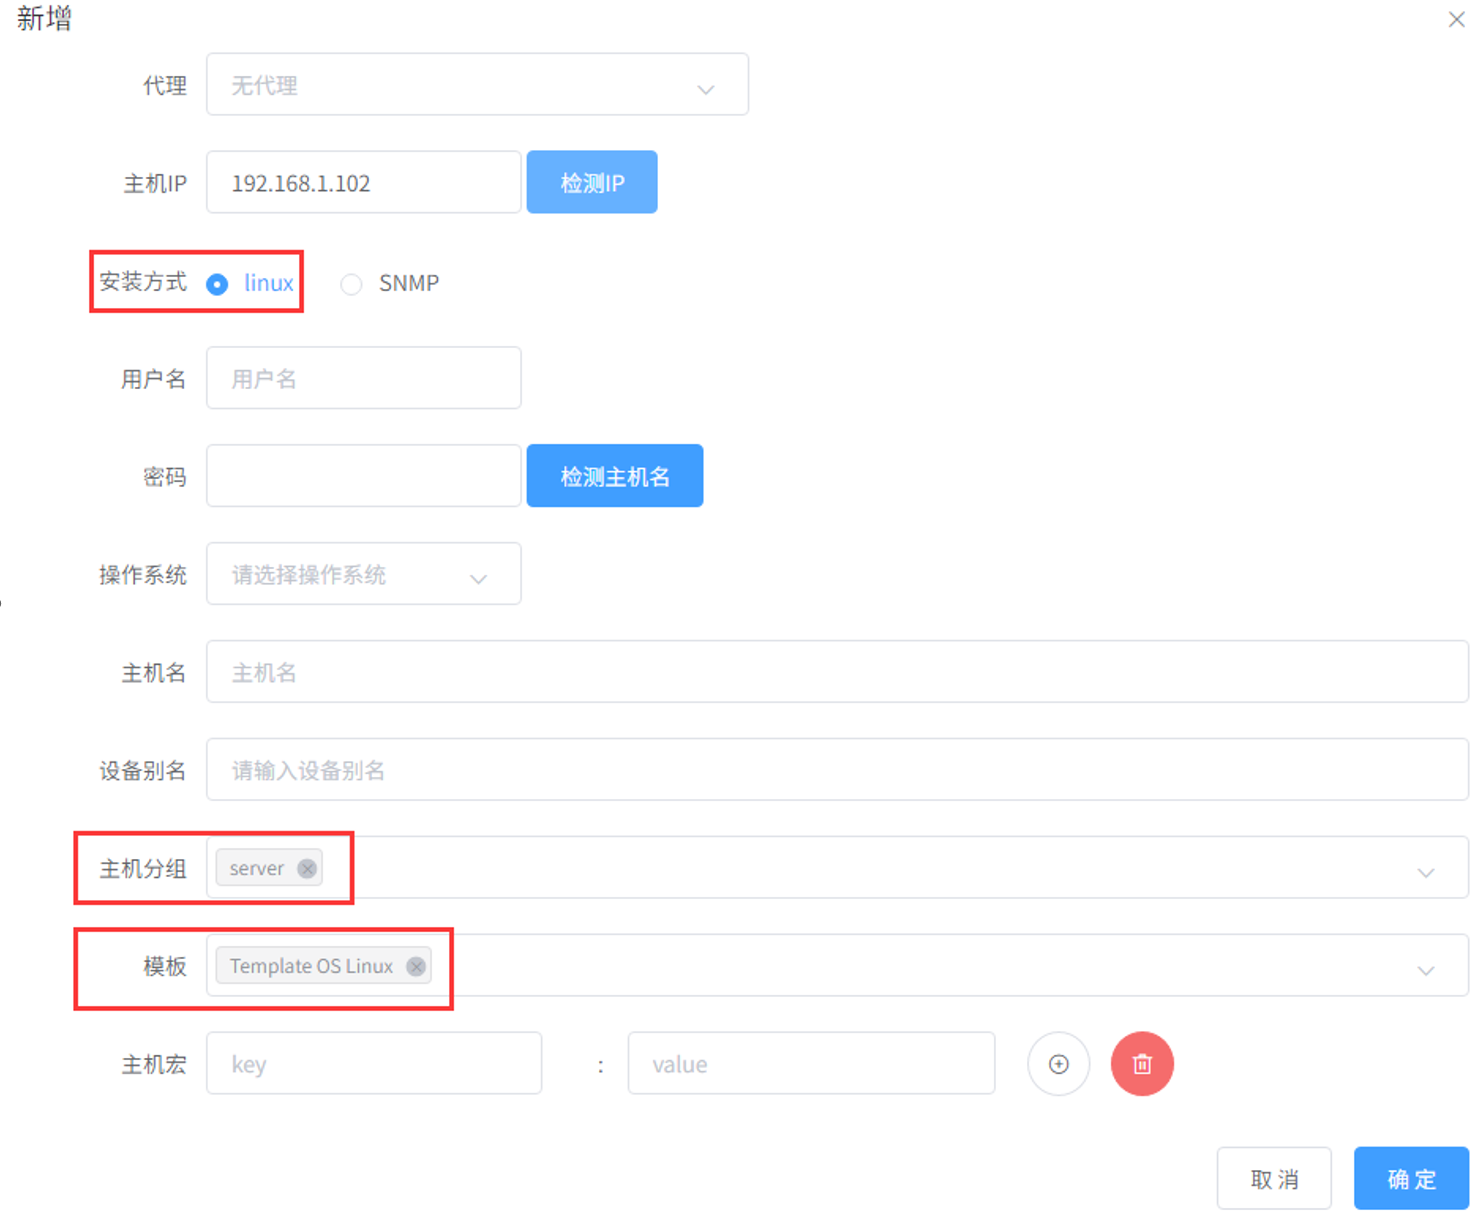 新增
代理 无代理
主机IP 192.168.1.102 检测IP
安装方式 linux SNMP
用户名 用户名
密码 检测主机名
操作系统 请选择操作系统
主机名 主机名
设备别名 请输入设备别名
主机分组 server
模板 Template OS Linux
主机宏 key : value
取消 确定